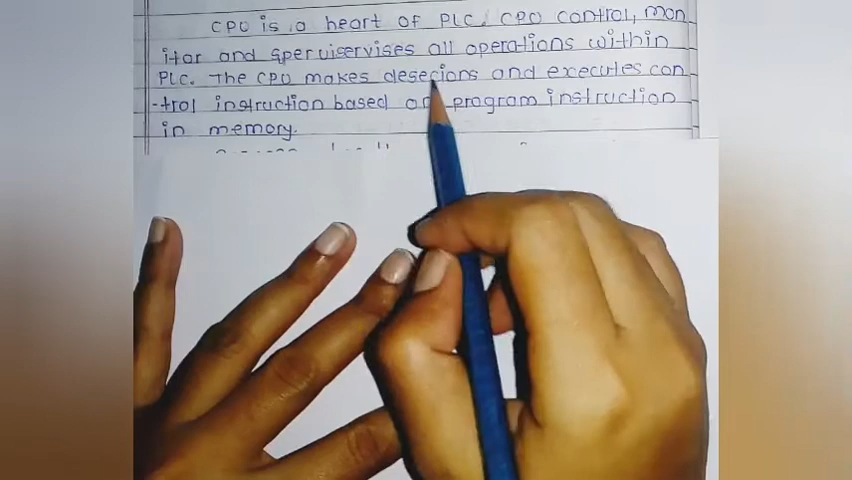 CPU is a heart of PLC. CPU control, mon
itor and sperviservises all operations within
PLC. The CPU makes desecions and executes con
-trol instruction based on program instruction
in memory.